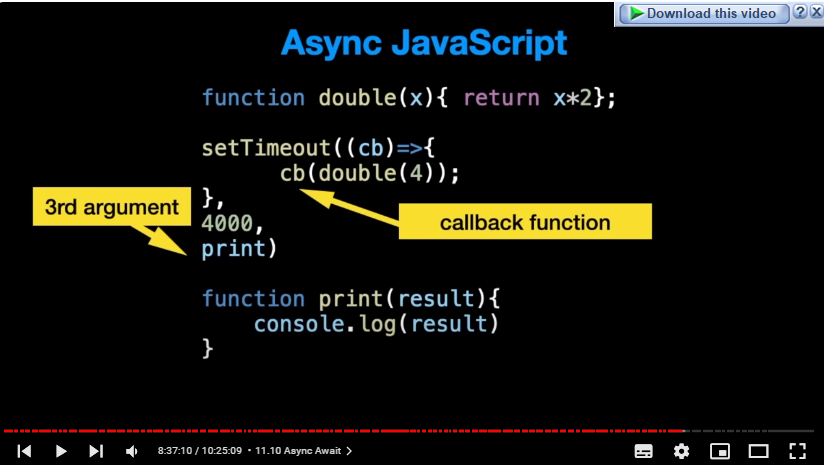 Download this video
Async JavaScript
function double(x){ return x*2};
setTimeout((cb)=>{
cb(double(4));
},
3rd argument
4000,
callback function
print)
function print(result){
console.log(result)
}
8:37:10 / 10:25:09 • 11.10 Async Await >